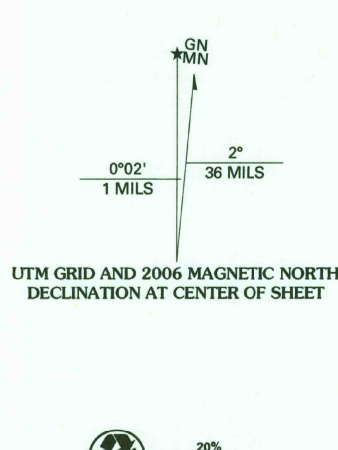 GN
★MN
0°02'
1 MILS
2°
36 MILS
UTM GRID AND 2006 MAGNETIC NORTH
DECLINATION AT CENTER OF SHEET
20%